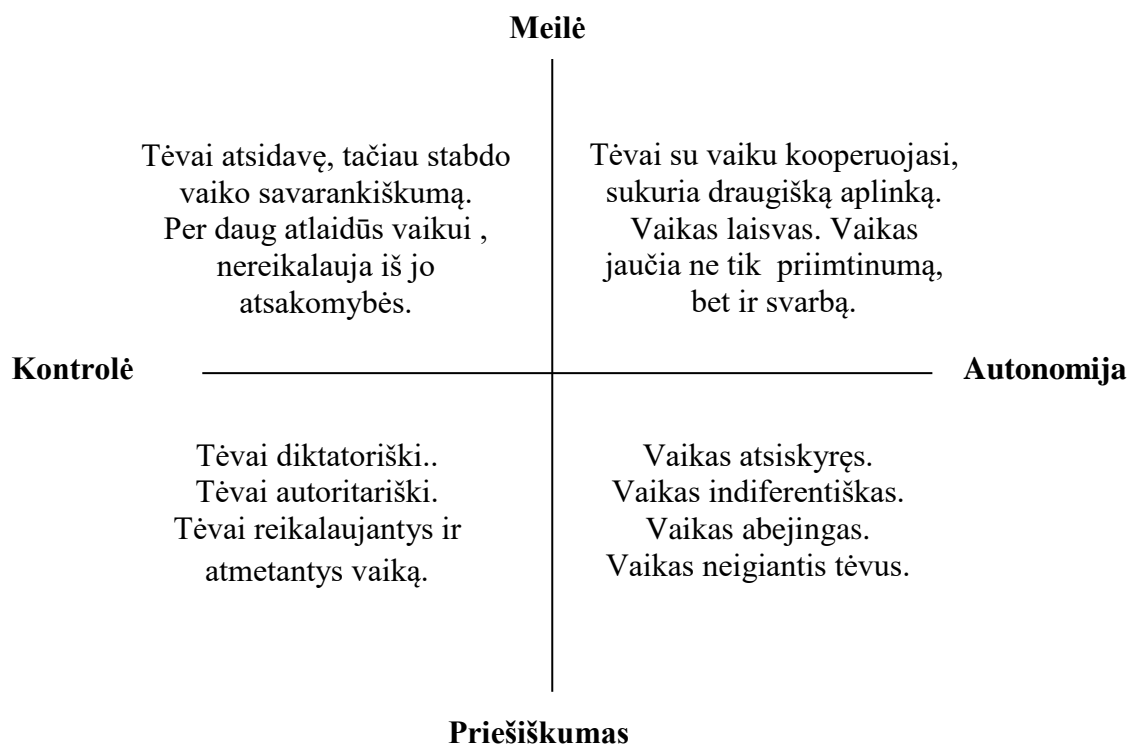 Meilė
Tėvai atsidavę, tačiau stabdo
vaiko savarankiškumą.
Per daug atlaidūs vaikui ,
nereikalauja iš jo
atsakomybės.
Tėvai su vaiku kooperuojasi,
sukuria draugišką aplinką.
Vaikas laisvas. Vaikas
jaučia ne tik priimtinumą,
bet ir svarbą.
Kontrolė
Autonomija
Tėvai diktatoriški..
Tėvai autoritariški.
Tėvai reikalaujantys ir
atmetantys vaiką.
Vaikas atsiskyręs.
Vaikas indiferentiškas.
Vaikas abejingas.
Vaikas neigiantis tėvus.
Priešiškumas